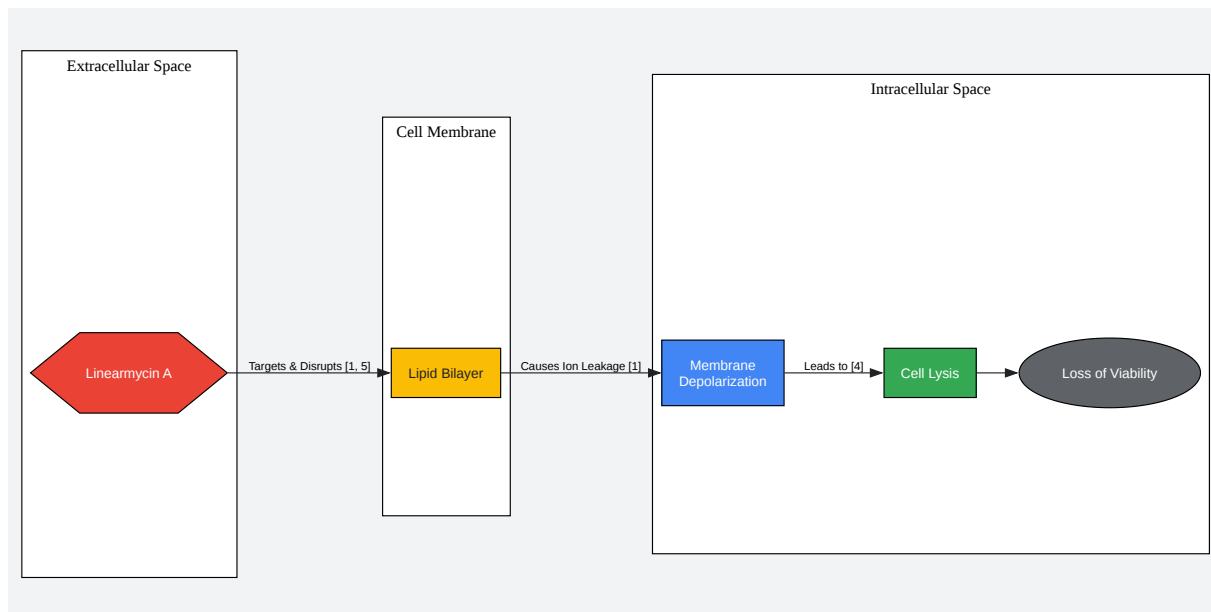 Extracellular Space
Linearmycin A
Targets & Disrupts [1, 5]
Cell Membrane
Lipid Bilayer
Causes Ion Leakage [1]
Intracellular Space
Membrane
Depolarization
Leads to [4]
Cell Lysis
Loss of Viability